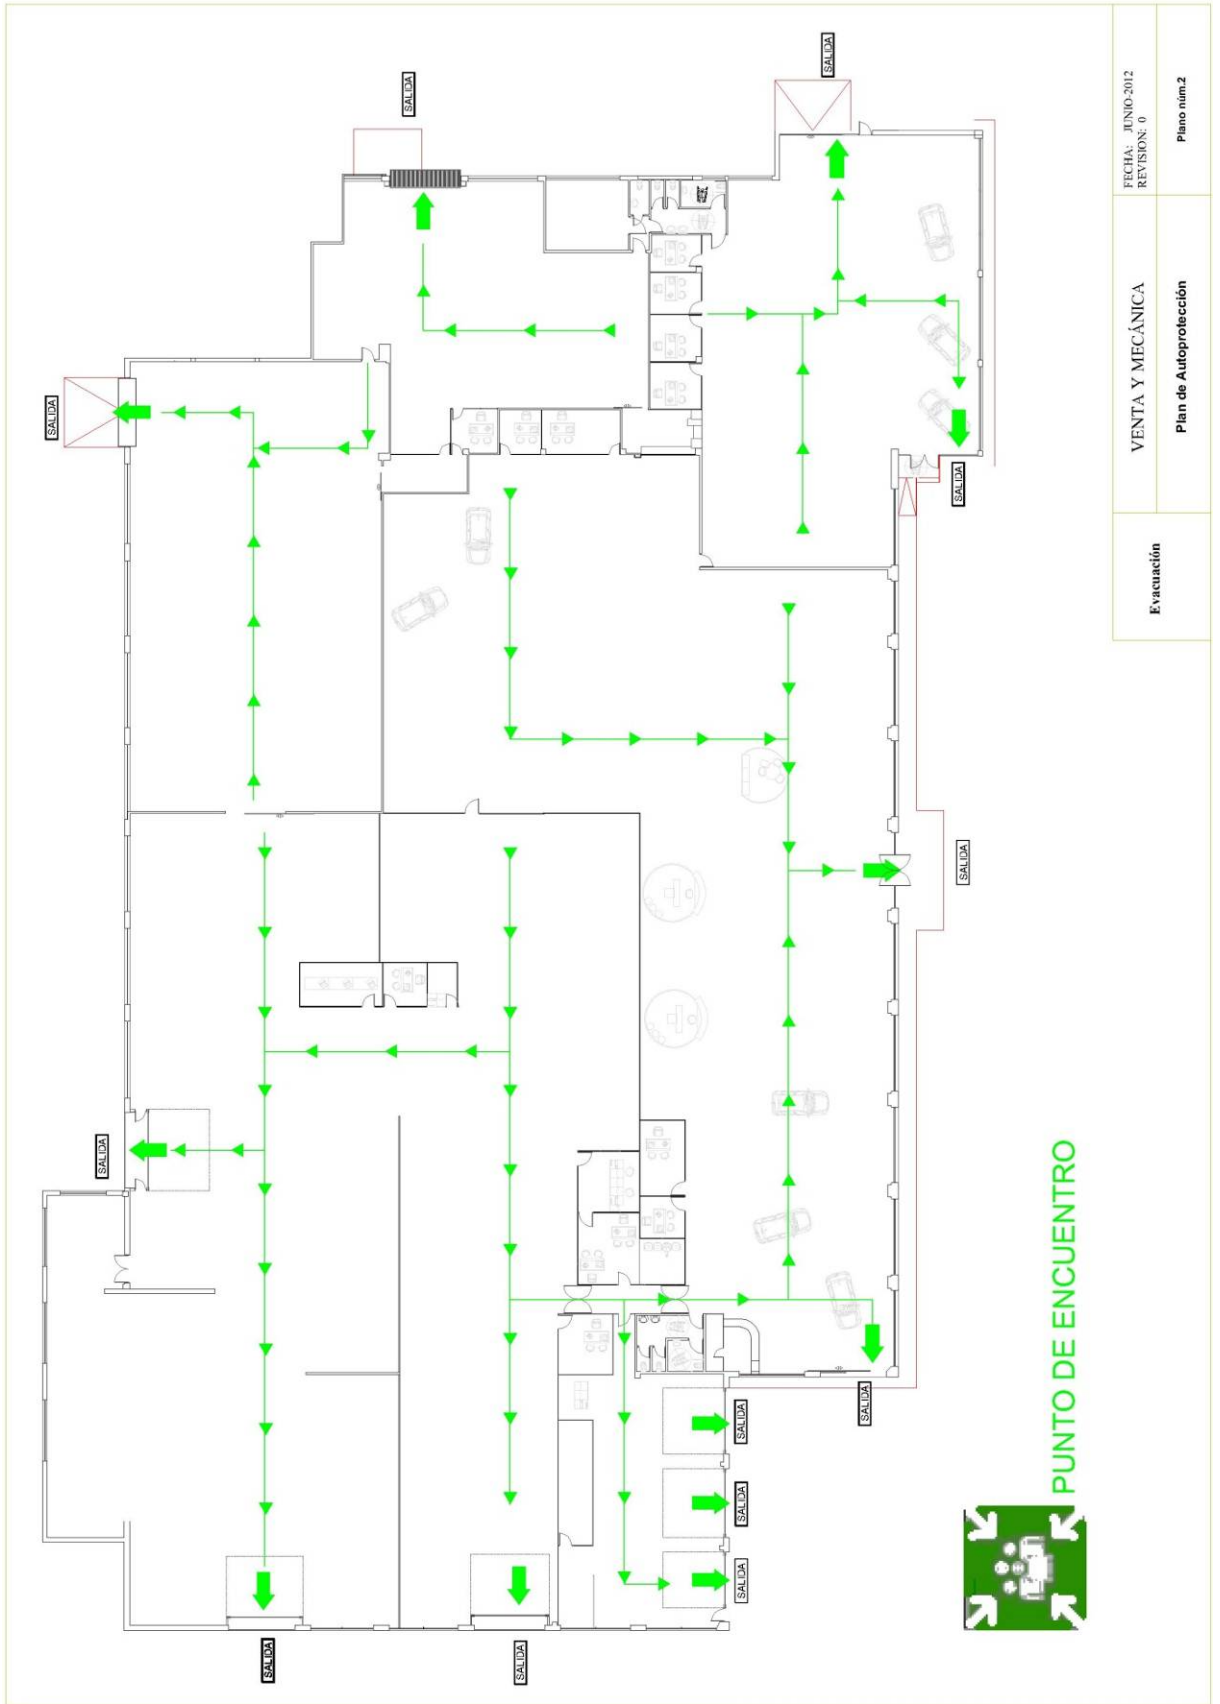 SALIDA
SALIDA
SALIDA
SALIDA
SALIDA
SALIDA
SALIDA
SALIDA
SALIDA
SALIDA
SALIDA
SALIDA
PUNTO DE ENCUENTRO
Evacuación
VENTA Y MECÁNICA
Plan de Autoprotección
FECHA: JUNIO-2012
REVISION: 0
Plano núm.2